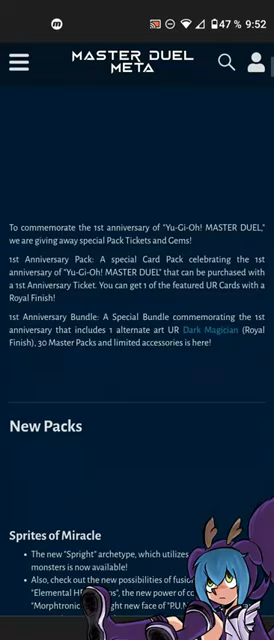 47 % 9:52
MASTER DUEL
META
To commemorate the 1st anniversary of "Yu-Gi-Oh! MASTER DUEL,"
we are giving away special Pack Tickets and Gems!
1st Anniversary Pack: A special Card Pack celebrating the 1st
anniversary of "Yu-Gi-Oh! MASTER DUEL" that can be purchased with
a 1st Anniversary Ticket. You can get 1 of the featured UR Cards with a
Royal Finish!
1st Anniversary Bundle: A Special Bundle commemorating the 1st
anniversary that includes 1 alternate art UR Dark Magician (Royal
Finish), 30 Master Packs and limited accessories is here!
New Packs
Sprites of Miracle
• The new "Spright" archetype, which utilizes
monsters is now available!
• Also, check out the new possibilities of fusion
"Elemental the new power of
"Morphtronic new face of "P.U.N.